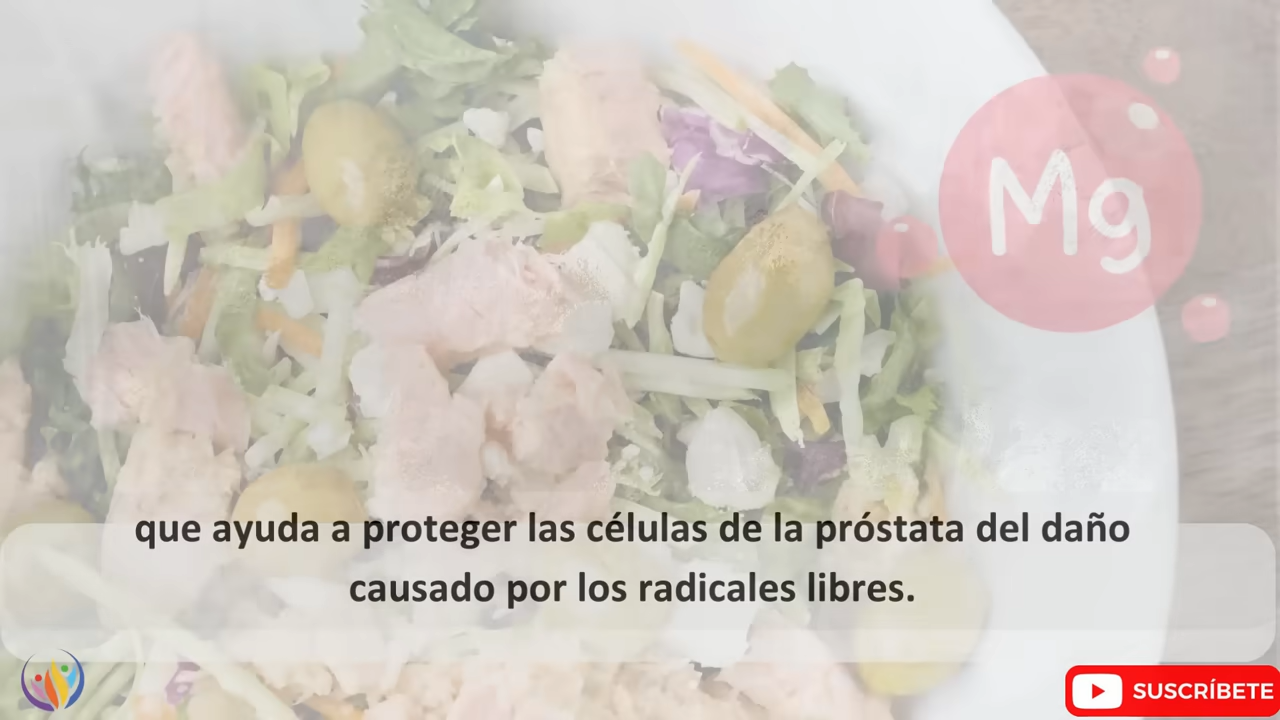 Mg
que ayuda a proteger las células de la próstata del daño
causado por los radicales libres.
SUSCRÍBETE